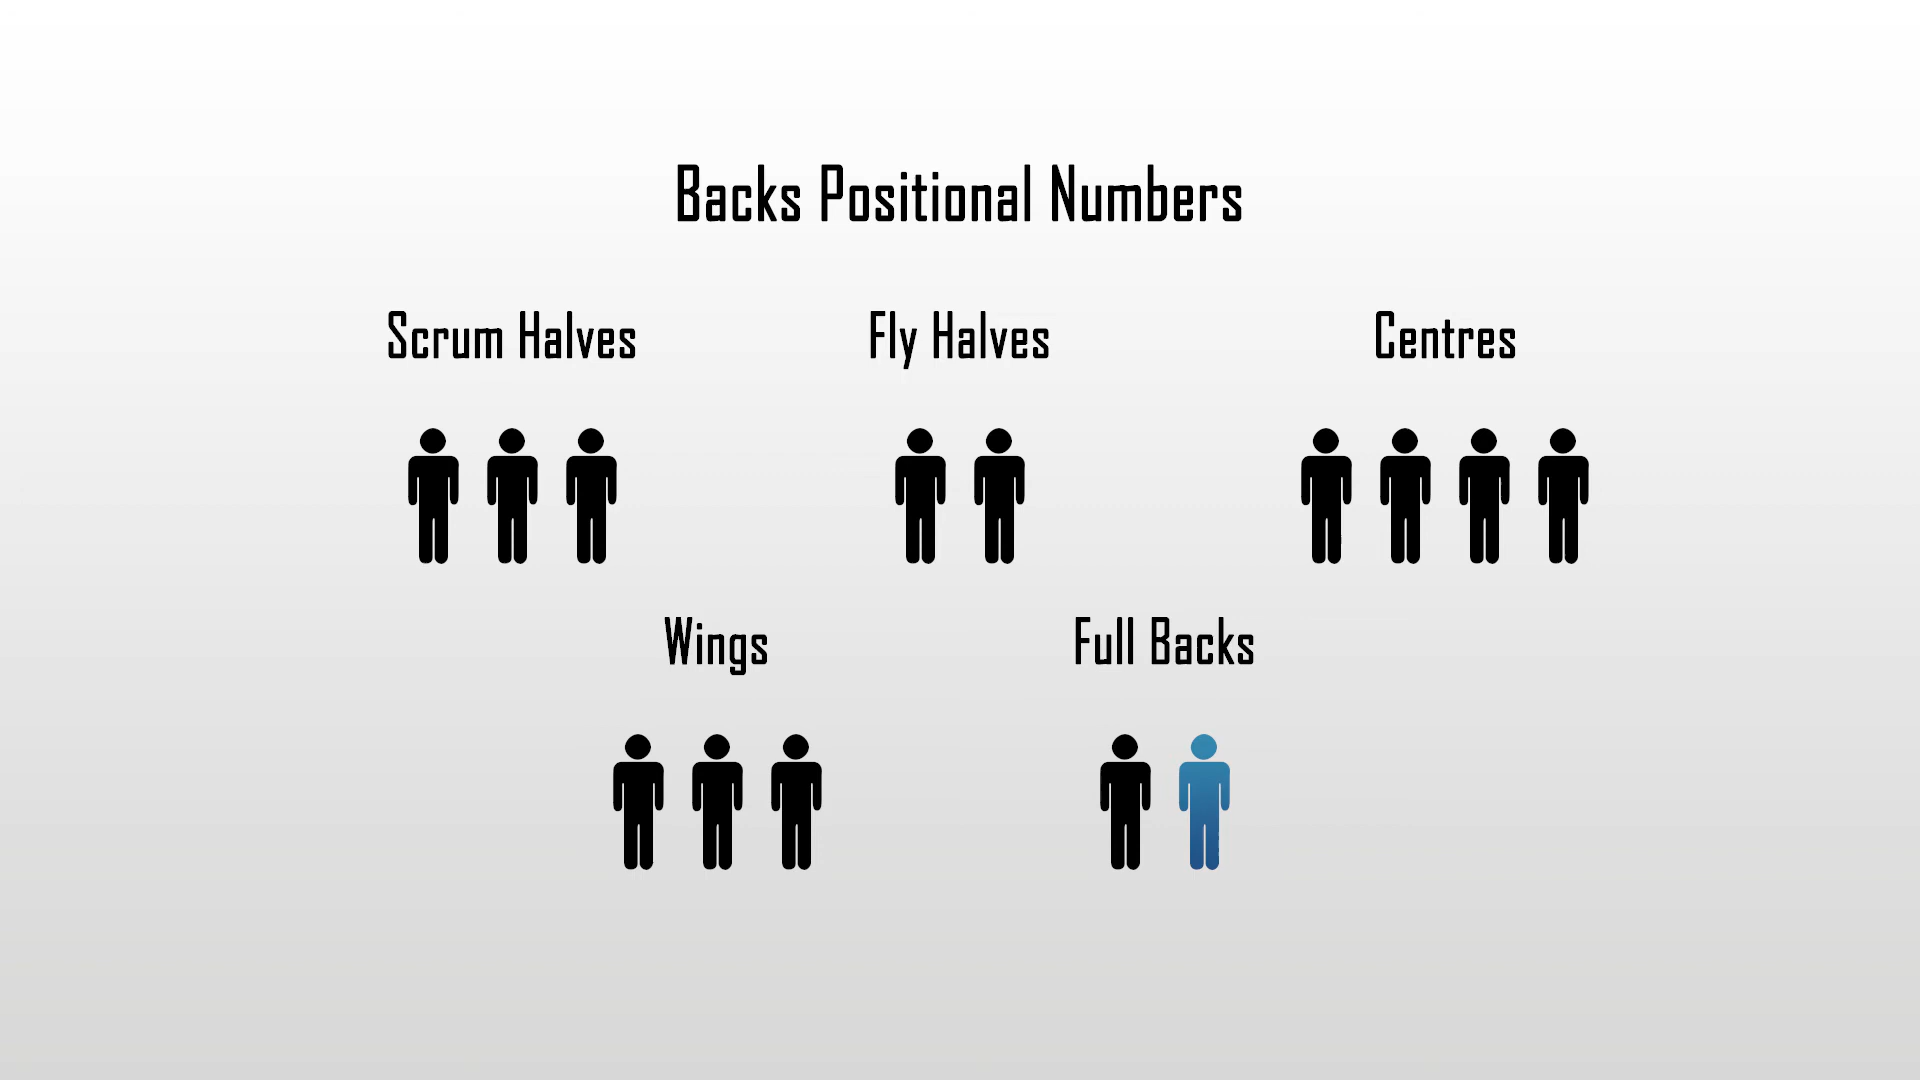 Backs Positional Numbers
Scrum Halves
Fly Halves
Centres
Wings
Full Backs